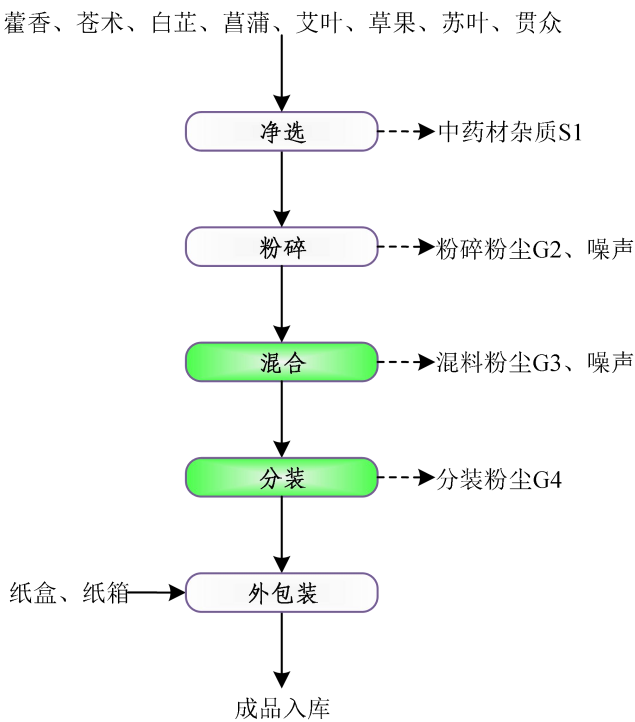 藿香、苍术、白芷、菖蒲、艾叶、草果、苏叶、贯众
净选
中药材杂质S1
粉碎
粉碎粉尘G2、噪声
混合
混料粉尘G3、噪声
分装
分装粉尘G4
纸盒、纸箱
外包装
成品入库